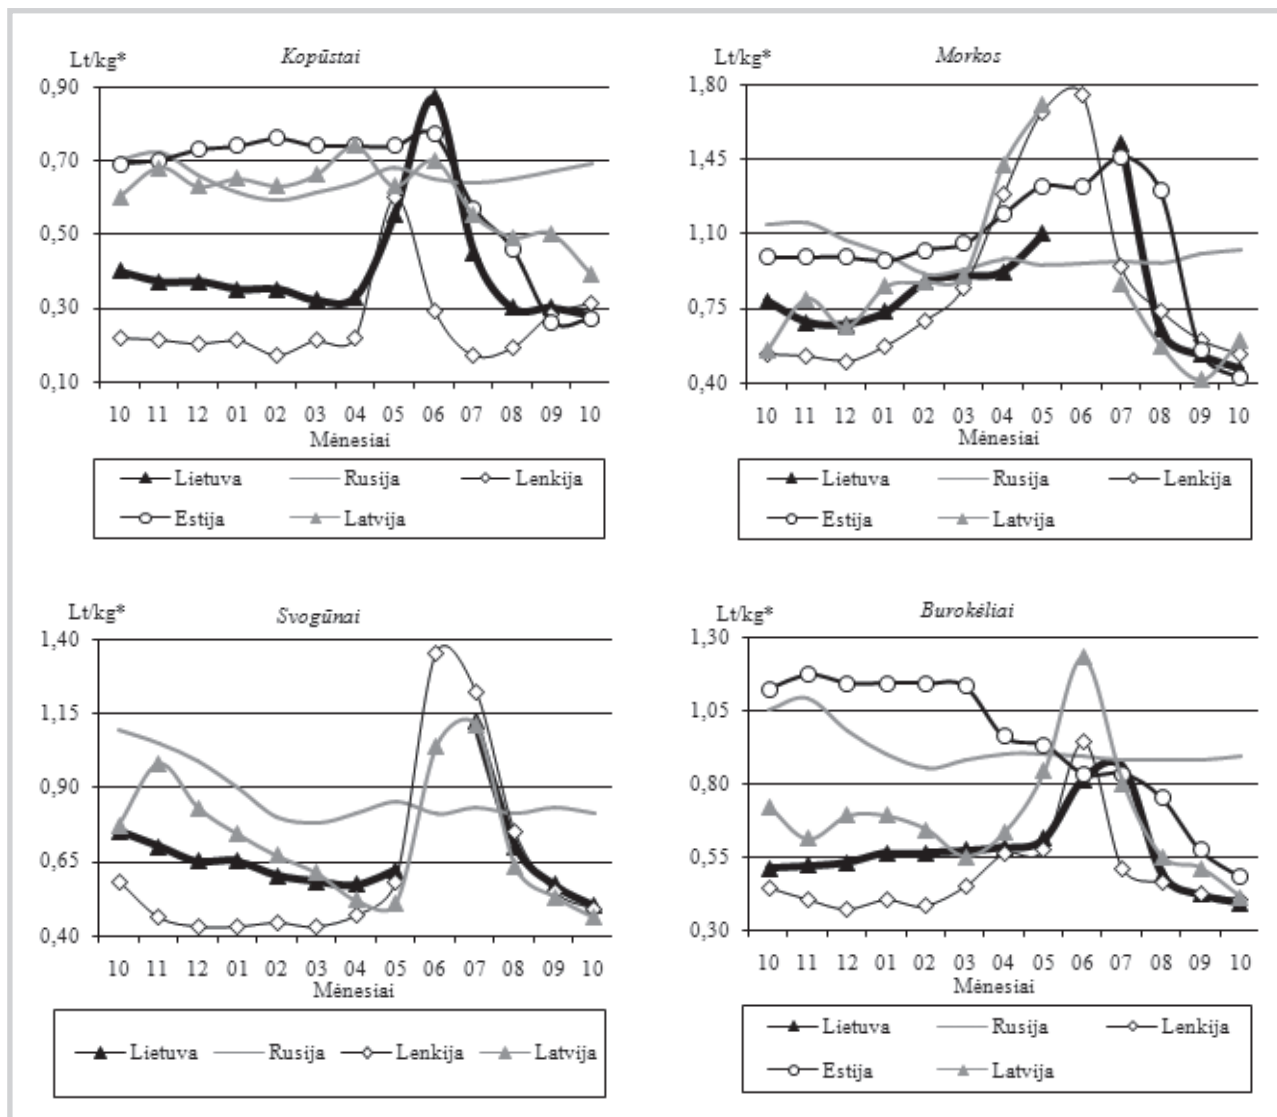 Lt/kg*
Kopūstai
0,90
0,70
0,50
0,30
0,10
10 11 12 01 02 03 04 05 06 07 08 09 10
Mėnesiai
Lietuva Rusija Lenkija
Estija Latvija
Lt/kg*
Morkos
1,80
1,45
1,10
0,75
0,40
10 11 12 01 02 03 04 05 06 07 08 09 10
Mėnesiai
Lietuva Rusija Lenkija
Estija Latvija
Lt/kg*
Svogūnai
1,40
1,15
0,90
0,65
0,40
10 11 12 01 02 03 04 05 06 07 08 09 10
Mėnesiai
Lietuva Rusija Lenkija Latvija
Lt/kg*
Burokėliai
1,30
1,05
0,80
0,55
0,30
10 11 12 01 02 03 04 05 06 07 08 09 10
Mėnesiai
Lietuva Rusija Lenkija
Estija Latvija